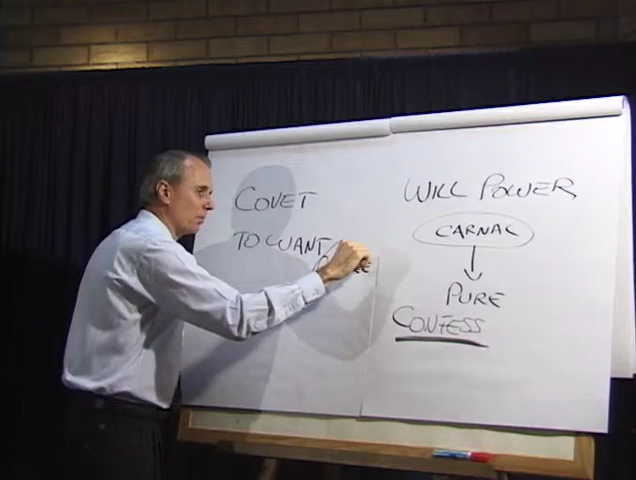 COVET
TO WANT/
WILL POWER
CARNAL
PURE
CONFESS